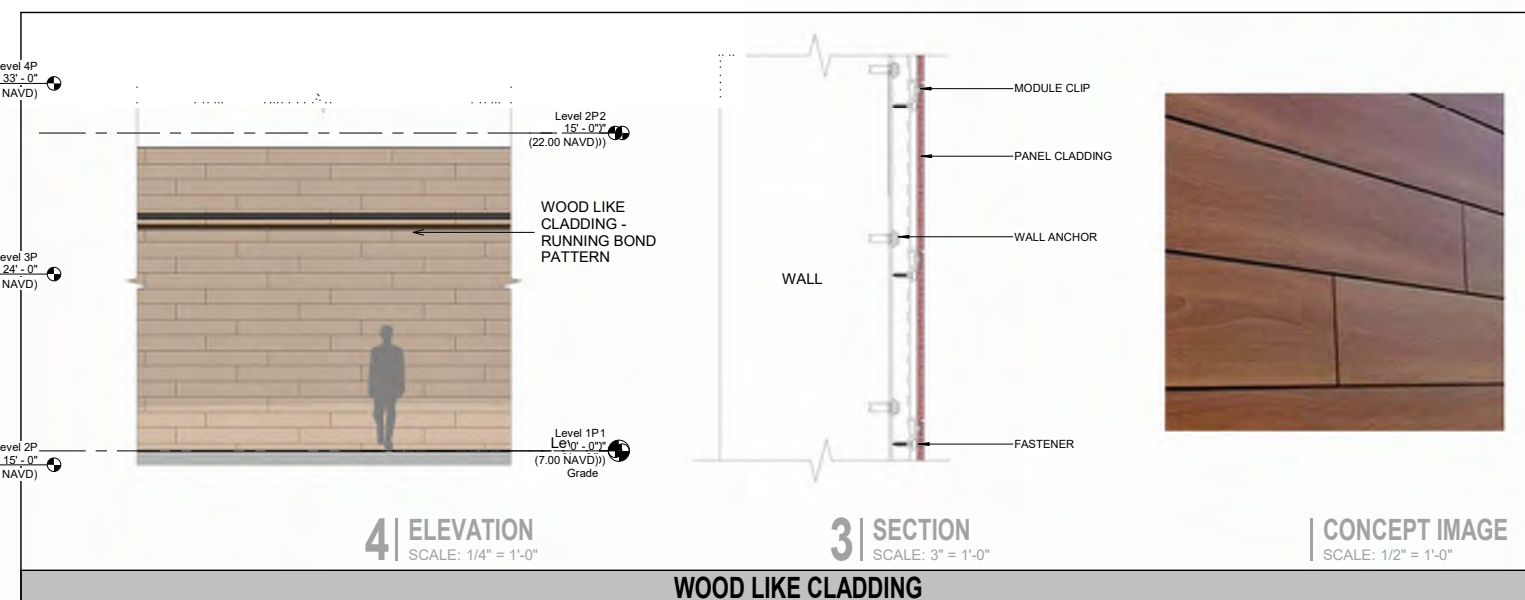 Level 4P
33' - 0"
NAVD)
Level 3P
24' - 0"
NAVD)
Level 2P
15' - 0"
NAVD)
Level 2P2
15' - 0"
(22.00 NAVD)
WOOD LIKE
CLADDING -
RUNNING BOND
PATTERN
Level 1P1
0' - 0"
(7.00 NAVD)
Grade
4 ELEVATION
SCALE: 1/4" = 1'-0"
WALL
MODULE CLIP
PANEL CLADDING
WALL ANCHOR
FASTENER
3 SECTION
SCALE: 3" = 1'-0"
CONCEPT IMAGE
SCALE: 1/2" = 1'-0"
WOOD LIKE CLADDING